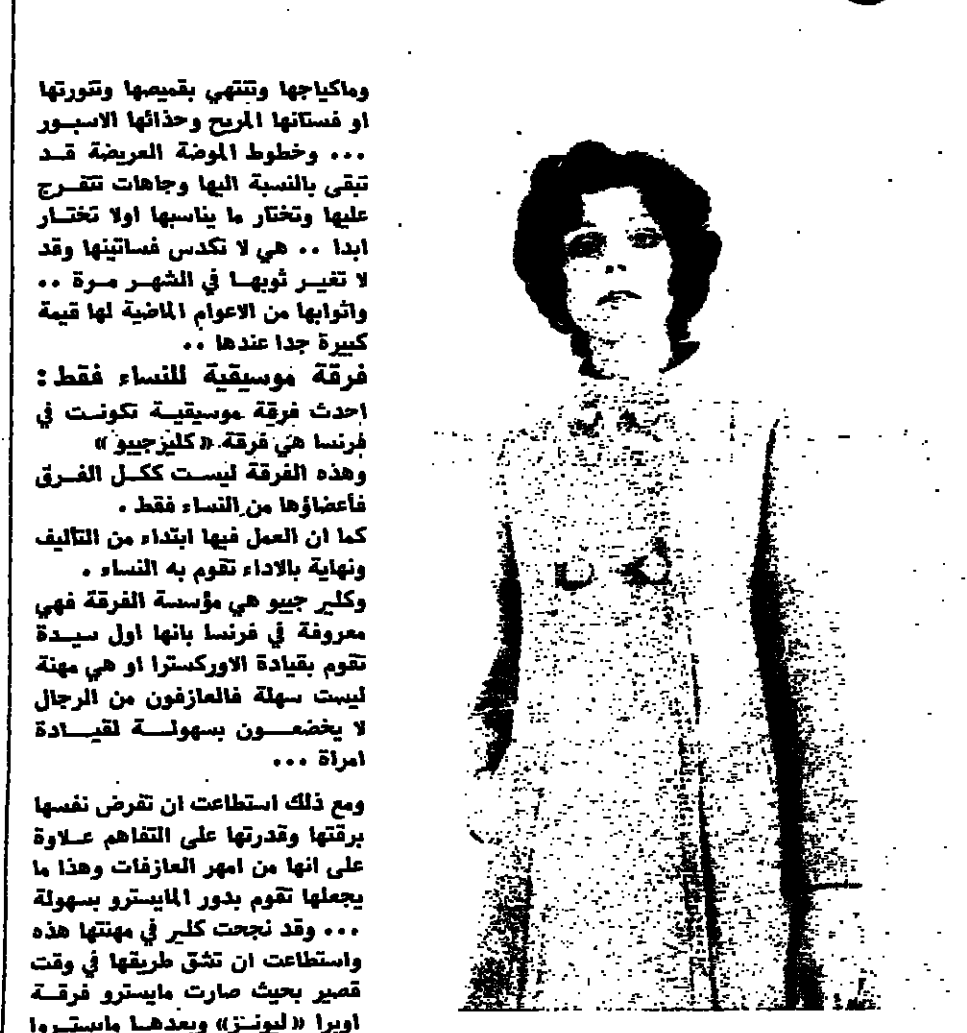 وماكياجها وتنتهي بقميصها وتنورتها
او فستانها المريح وحذائها الاسبور
... وخطوط الموضة العريضة قد
تبقى بالنسبة اليها وجاهات تتفرج
عليها وتختار ما يناسبها اولا تختار
ابدا .. هي لا تكدس فساتينها وقد
لا تغير ثوبها في الشهر مرة ..
واثوابها من الاعوام الماضية لها قيمة
كبيرة جدا عندها ..
فرقة موسيقية للنساء فقط :
احدث فرقة موسيقية تكونت في
فرنسا هي فرقة « كليرجيبو »
وهذه الفرقة ليست ككل الفرق
فأعضاؤها من النساء فقط .
كما ان العمل فيها ابتداء من التأليف
ونهاية بالاداء تقوم به النساء .
وكلير جيبو هي مؤسسة الفرقة فهي
معروفة في فرنسا بانها اول سيدة
تقوم بقيادة الاوركسترا او هي مهنة
ليست سهلة فالعازفون من الرجال
لا يخضعون بسهولة لقيادة
امرأة ...
ومع ذلك استطاعت ان تفرض نفسها
برقتها وقدرتها على التفاهم علاوة
على انها من امهر العازفات وهذا ما
يجعلها تقوم بدور المايسترو بسهولة
... وقد نجحت كلير في مهنتها هذه
واستطاعت ان تشق طريقها في وقت
قصير بحيث صارت مايسترو فرقة
اوبرا « ليونز» وبعدها مايستروا